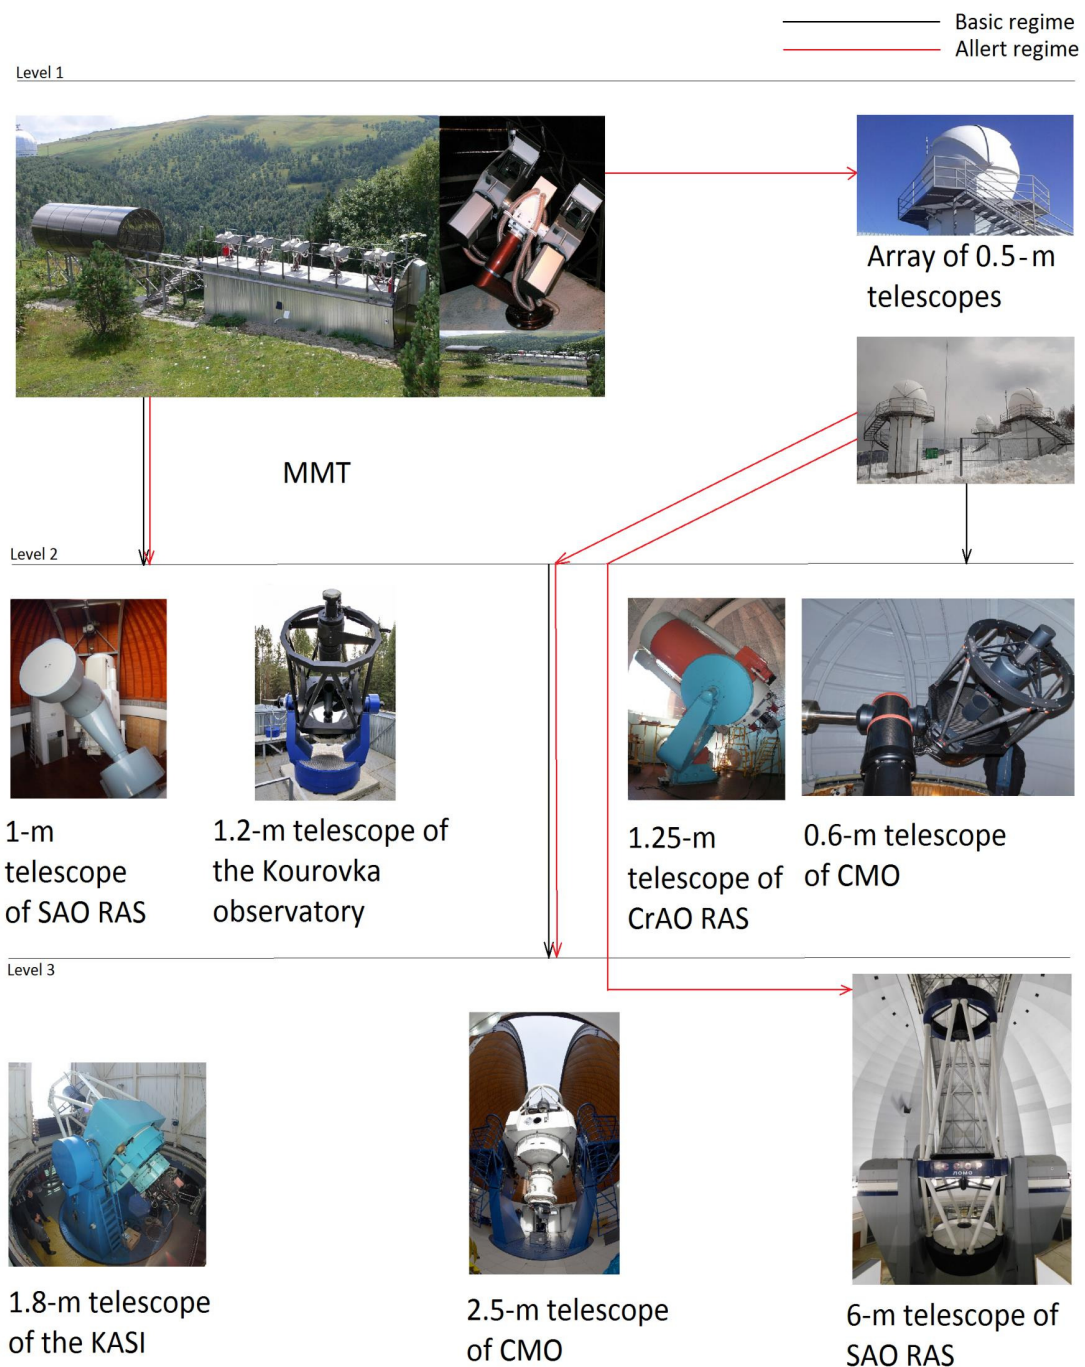 Basic regime
Allert regime
Level 1
Array of 0.5-m
telescopes
MMT
Level 2
1-m
telescope
of SAO RAS
1.2-m telescope of
the Kourovka
observatory
1.25-m
telescope of
CrAO RAS
0.6-m telescope
of CMO
Level 3
ЛОМО
1.8-m telescope
of the KASI
2.5-m telescope
of CMO
6-m telescope of
SAO RAS